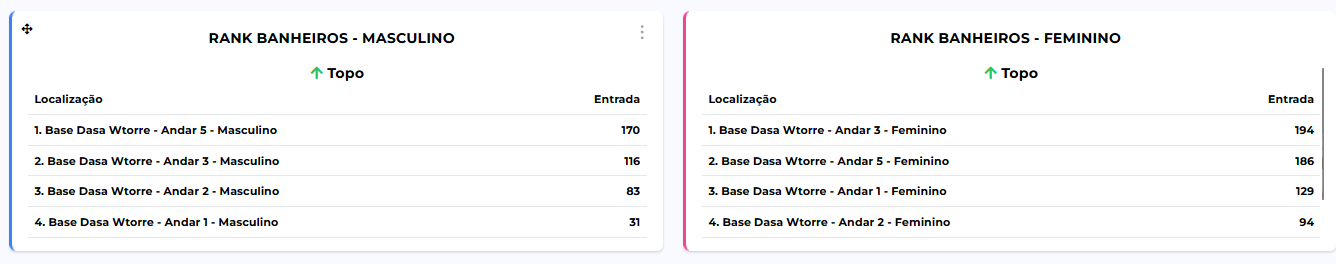 RANK BANHEIROS - MASCULINO
Topo
Localização Entrada
1. Base Dasa Wtorre - Andar 5 - Masculino 170
2. Base Dasa Wtorre - Andar 3 - Masculino 116
3. Base Dasa Wtorre - Andar 2 - Masculino 83
4. Base Dasa Wtorre - Andar 1 - Masculino 31
RANK BANHEIROS - FEMININO
Topo
Localização Entrada
1. Base Dasa Wtorre - Andar 3 - Feminino 194
2. Base Dasa Wtorre - Andar 5 - Feminino 186
3. Base Dasa Wtorre - Andar 1 - Feminino 129
4. Base Dasa Wtorre - Andar 2 - Feminino 94